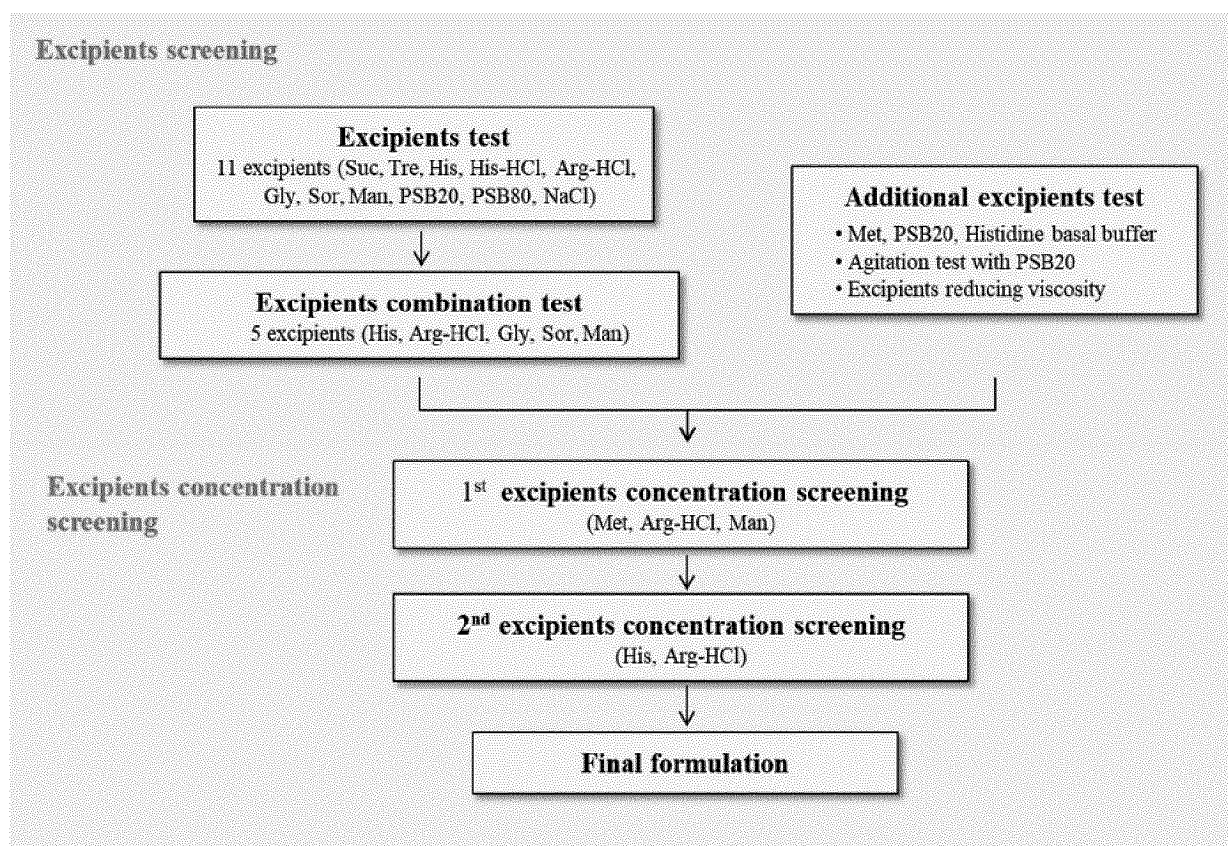 Excipients screening
Excipients test
11 excipients (Suc, Tre, His, His-HCl, Arg-HCl,
Gly, Sor, Man, PSB20, PSB80, NaCl)
Additional excipients test
• Met, PSB20, Histidine basal buffer
• Agitation test with PSB20
• Excipients reducing viscosity
Excipients combination test
5 excipients (His, Arg-HCl, Gly, Sor, Man)
Excipients concentration
screening
1st excipients concentration screening
(Met, Arg-HCl, Man)
2nd excipients concentration screening
(His, Arg-HCl)
Final formulation